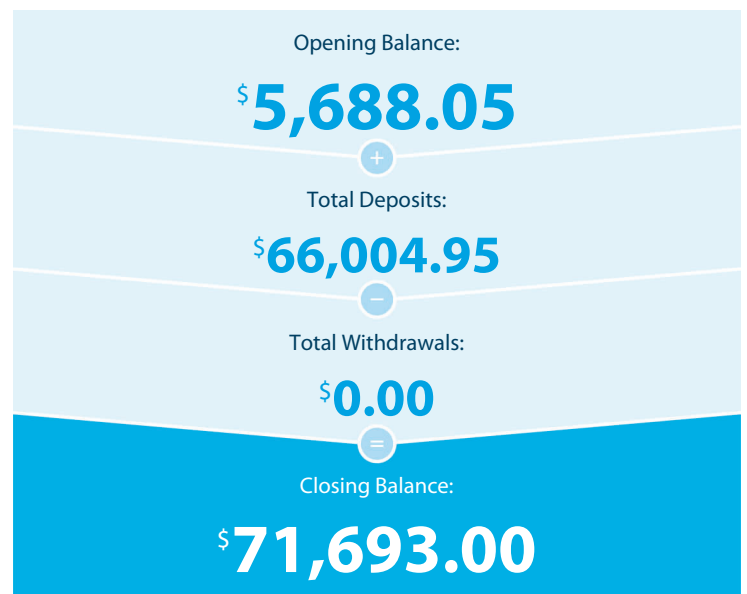 Opening Balance:
$5,688.05
+
Total Deposits:
$66,004.95
−
Total Withdrawals:
$0.00
=
Closing Balance:
$71,693.00